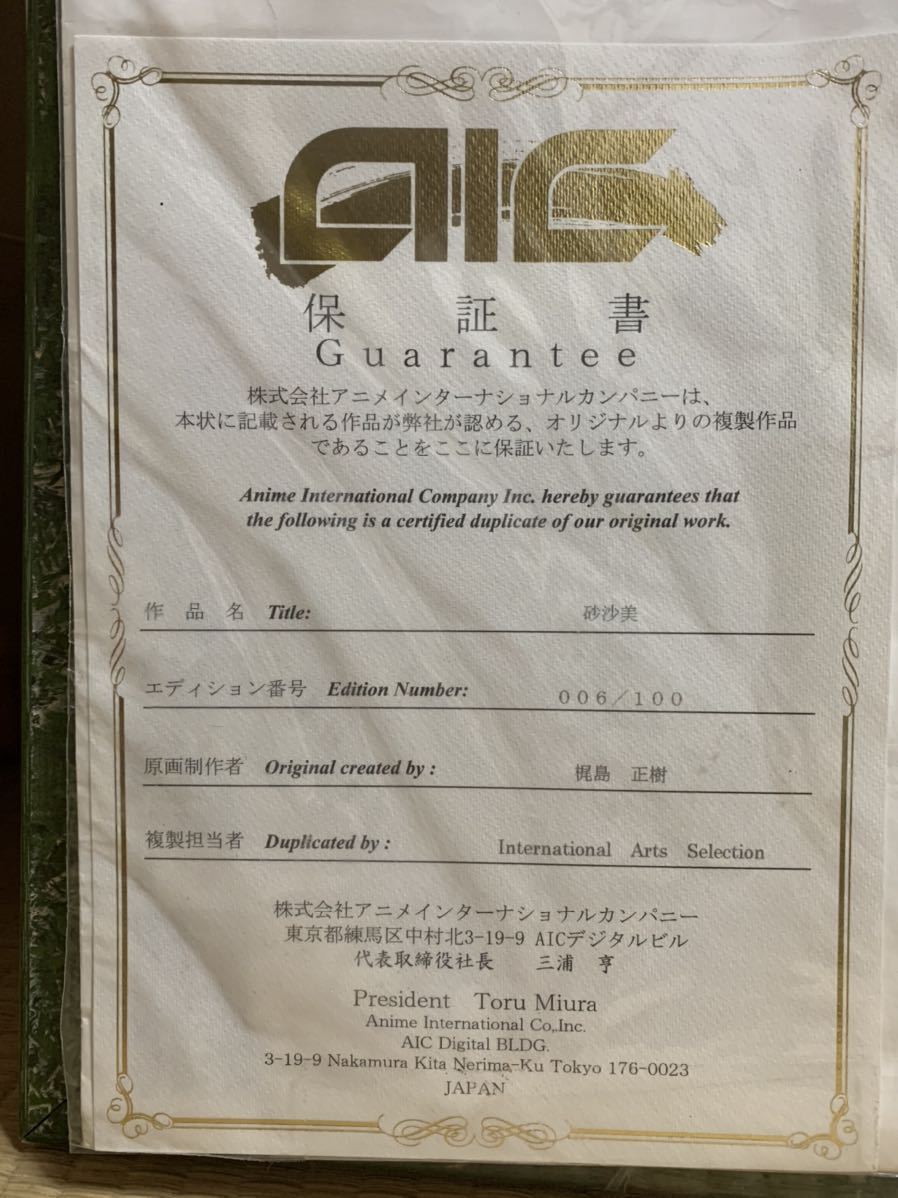 AIC
保証書
Guarantee
株式会社アニメインターナショナルカンパニーは、
本状に記載される作品が弊社が認める、オリジナルよりの複製作品
であることをここに保証いたします。
Anime International Company Inc. hereby guarantees that
the following is a certified duplicate of our original work.
作品名 Title: 砂沙美
エディション番号 Edition Number: 006/100
原画制作者 Original created by : 梶島 正樹
複製担当者 Duplicated by : International Arts Selection
株式会社アニメインターナショナルカンパニー
東京都練馬区中村北3-19-9 AICデジタルビル
代表取締役社長 三浦 亨
President Toru Miura
Anime International Co,.Inc.
AIC Digital BLDG.
3-19-9 Nakamura Kita Nerima-Ku Tokyo 176-0023
JAPAN